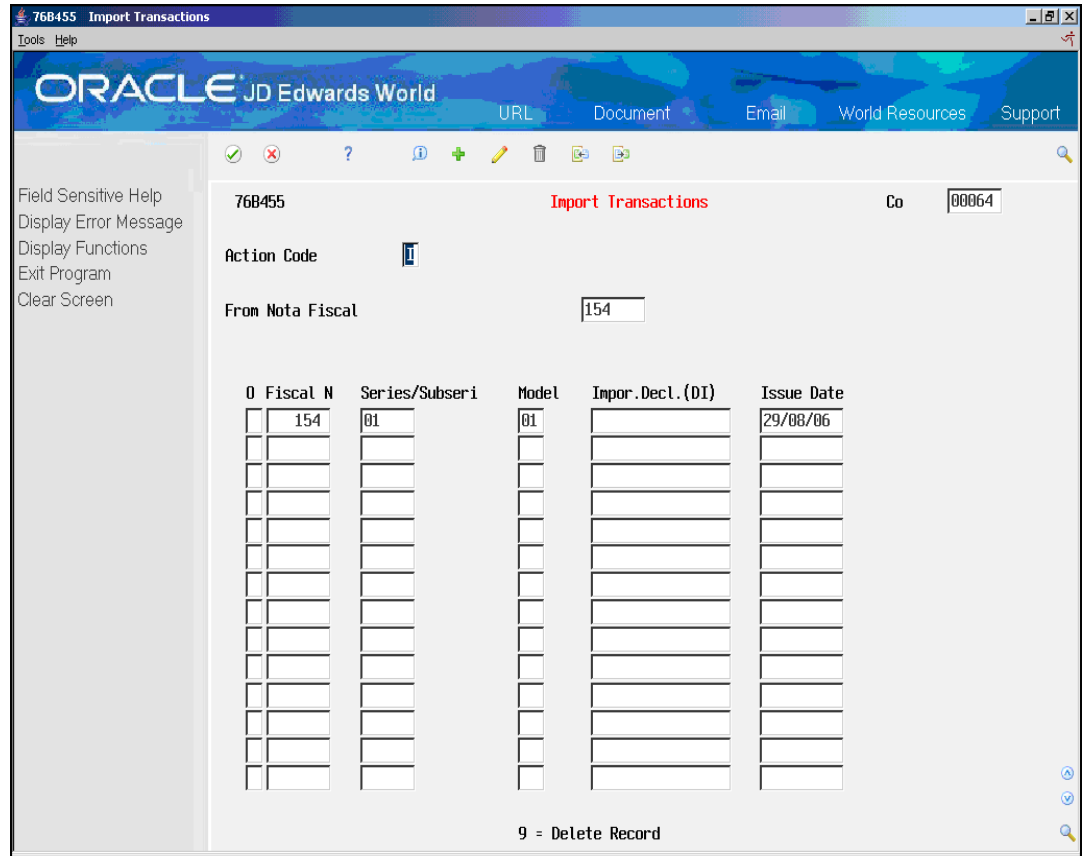 76B455 Import Transactions
Tools Help
ORACLE JD Edwards World
URL Document Email World Resources Support
?
Field Sensitive Help
Display Error Message
Display Functions
Exit Program
Clear Screen
76B455 Import Transactions Co 00064
Action Code I
From Nota Fiscal 154
O Fiscal N Series/Subseri Model Impor.Decl.(DI) Issue Date
154 01 01 29/08/06
9 = Delete Record